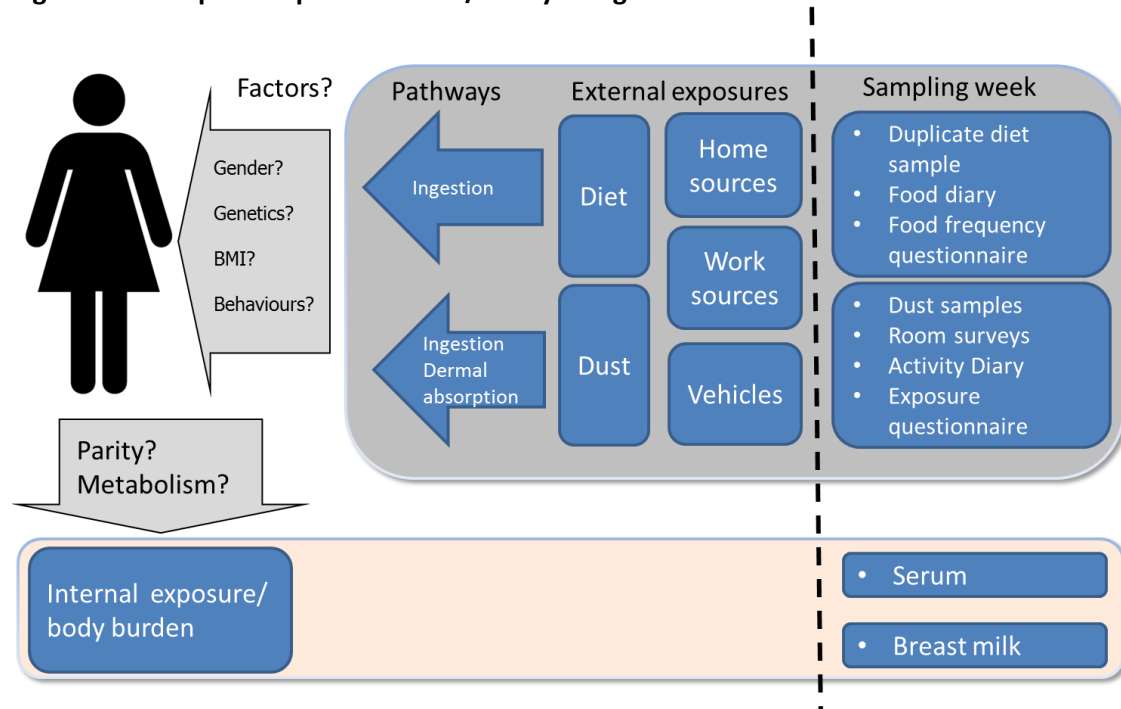 Factors?
Gender?
Genetics?
BMI?
Behaviours?
Pathways
External exposures
Sampling week
Ingestion
Ingestion
Dermal
absorption
Diet
Dust
Home
sources
Work
sources
Vehicles
• Duplicate diet
sample
• Food diary
• Food frequency
questionnaire
• Dust samples
• Room surveys
• Activity Diary
• Exposure
questionnaire
Parity?
Metabolism?
Internal exposure/
body burden
• Serum
• Breast milk